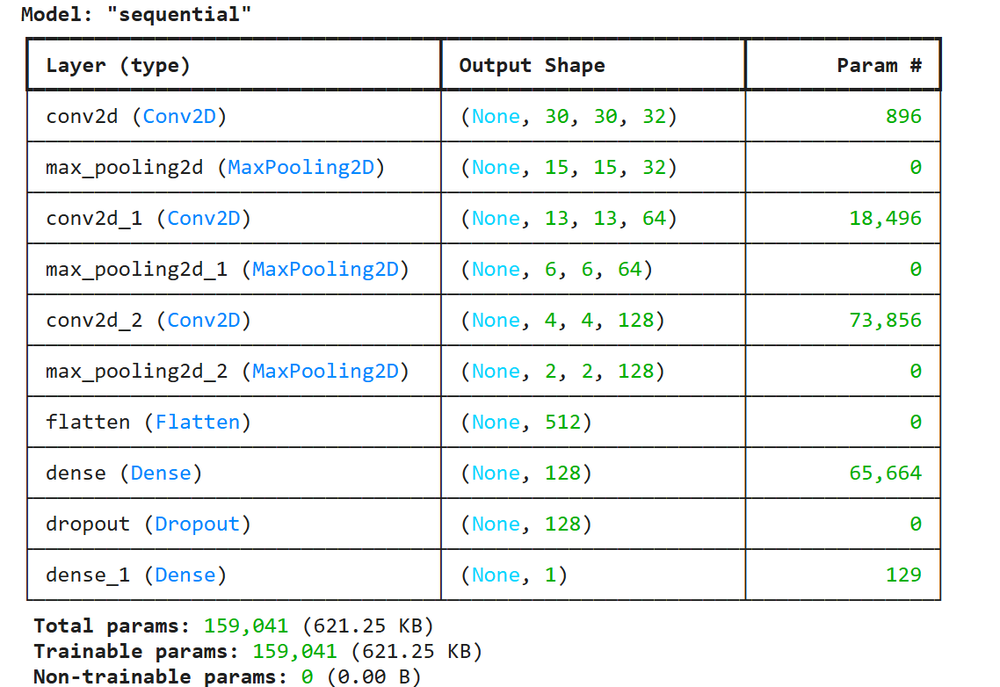 Model: "sequential"
Layer (type) Output Shape Param #
conv2d (Conv2D) (None, 30, 30, 32) 896
max_pooling2d (MaxPooling2D) (None, 15, 15, 32) 0
conv2d_1 (Conv2D) (None, 13, 13, 64) 18,496
max_pooling2d_1 (MaxPooling2D) (None, 6, 6, 64) 0
conv2d_2 (Conv2D) (None, 4, 4, 128) 73,856
max_pooling2d_2 (MaxPooling2D) (None, 2, 2, 128) 0
flatten (Flatten) (None, 512) 0
dense (Dense) (None, 128) 65,664
dropout (Dropout) (None, 128) 0
dense_1 (Dense) (None, 1) 129
Total params: 159,041 (621.25 KB)
Trainable params: 159,041 (621.25 KB)
Non-trainable params: 0 (0.00 B)